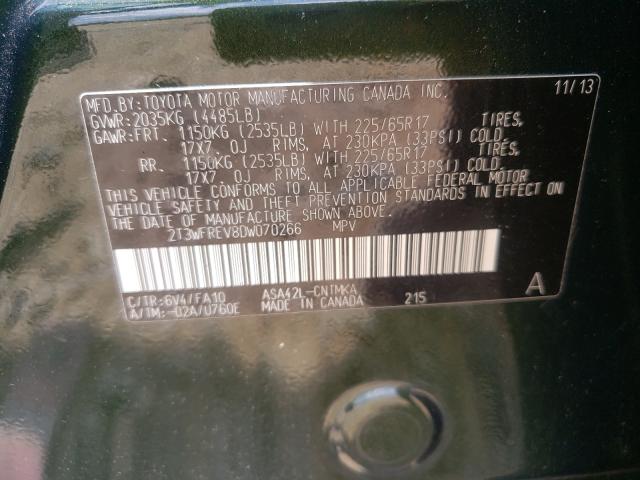 MFD.BY:TOYOTA MOTOR MANUFACTURING CANADA INC. 11/13
GVWR:2035KG (4485LB)
GAWR:FRT. 1150KG (2535LB) WITH 225/65R17 TIRES,
17X7.0J RIMS, AT 230KPA (33PSI) COLD
RR. 1150KG (2535LB) WITH 225/65R17 TIRES,
17X7.0J RIMS, AT 230KPA (33PSI) COLD.
THIS VEHICLE CONFORMS TO ALL APPLICABLE FEDERAL MOTOR
VEHICLE SAFETY AND THEFT PREVENTION STANDARDS IN EFFECT ON
THE DATE OF MANUFACTURE SHOWN ABOVE.
2T3WFREV8DW070266 MPV
C/TR:6V4/FA10 ASA42L-CNTMKA 215 A
A/TM:-02A/U760E MADE IN CANADA